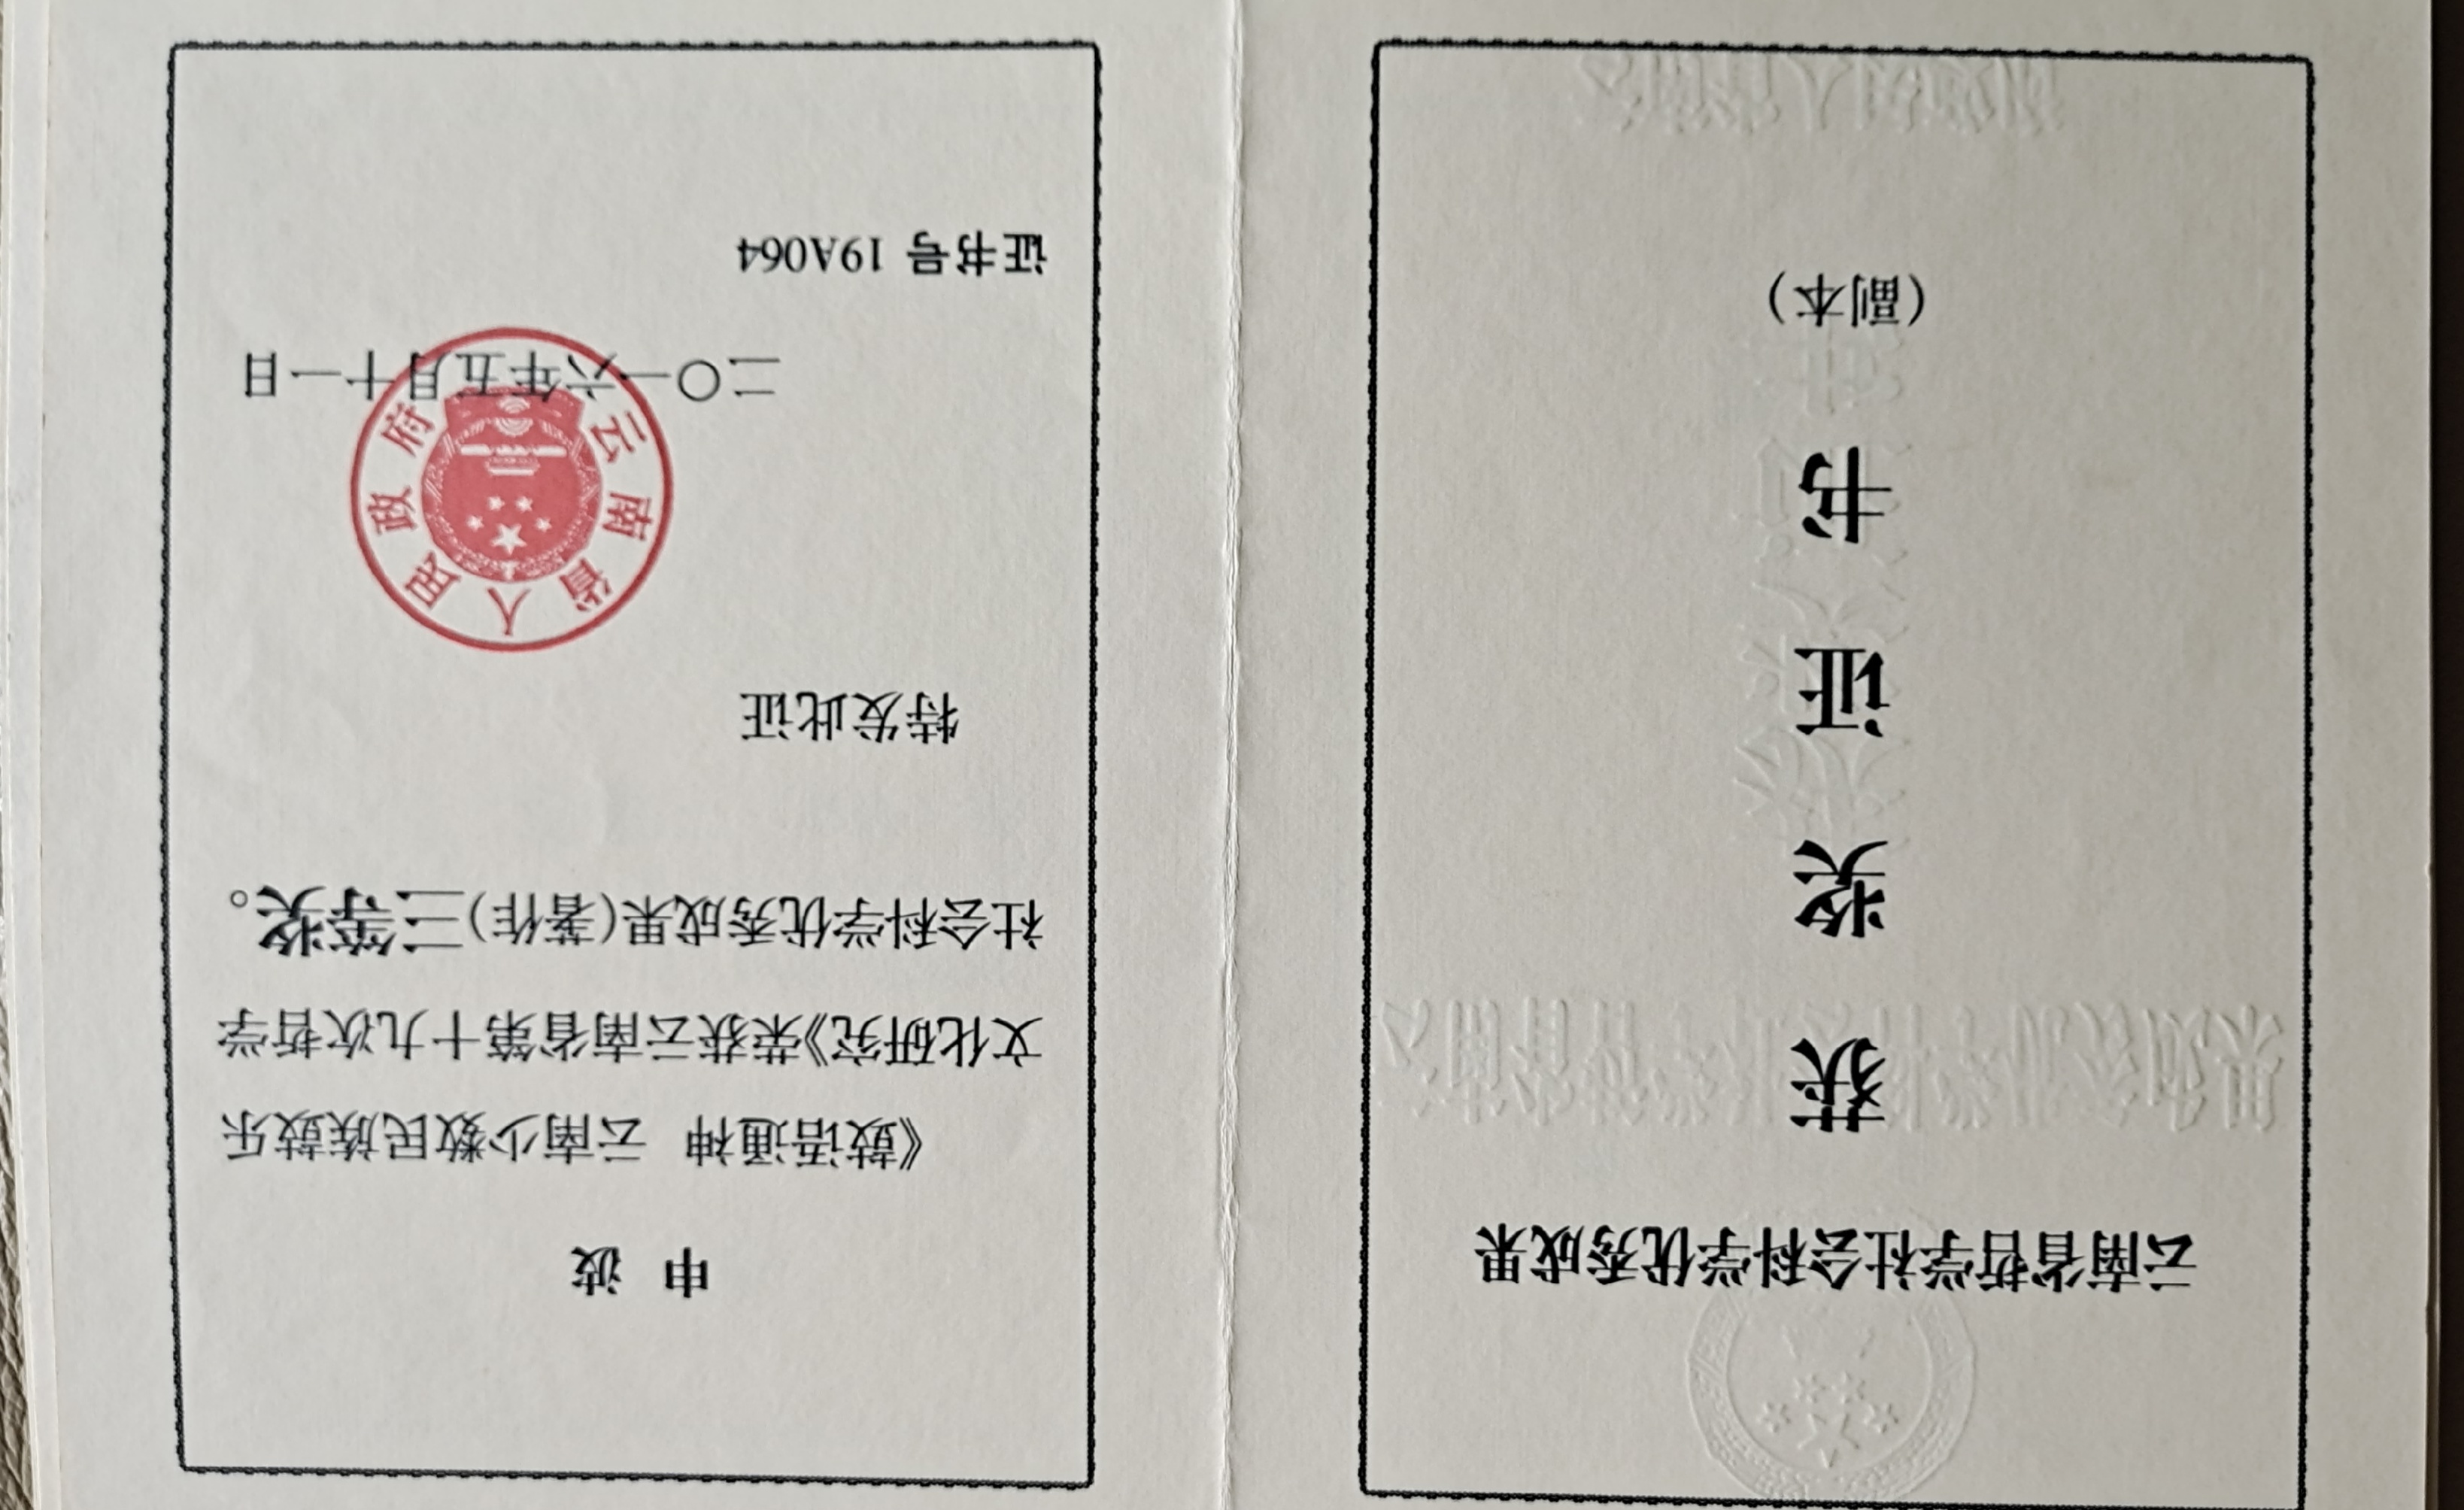 云南省哲学社会科学优秀成果
获奖证书
(副本)
申 波
《鼓语通神 云南少数民族鼓乐
文化研究》荣获云南省第十九次哲学
社会科学优秀成果(著作)三等奖。
特发此证
云南省人民政府
二〇一六年五月十一日
证书号 19A064